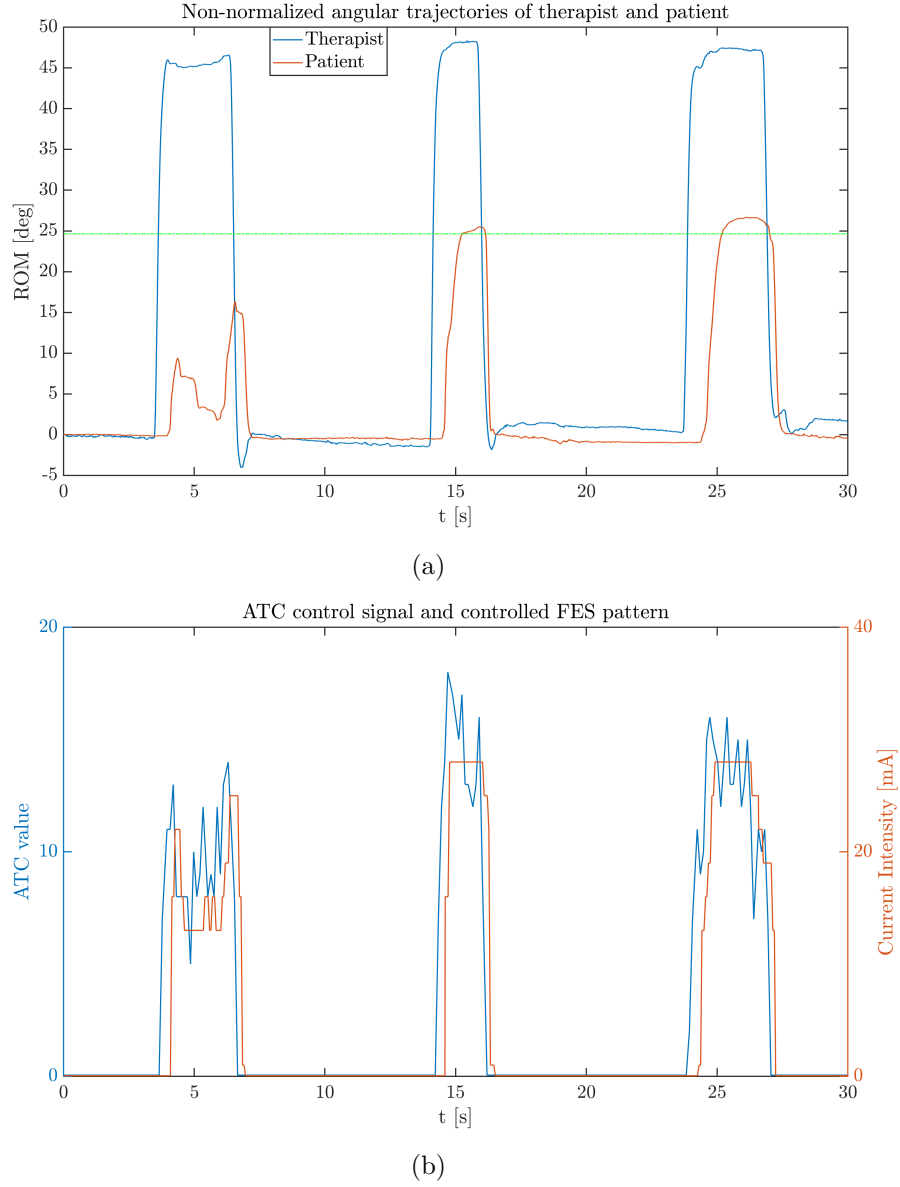 Non-normalized angular trajectories of therapist and patient
50
45
40
35
30
25
20
15
10
5
0
-5
ROM [deg]
Therapist
Patient
0 5 10 15 20 25 30
t [s]
(a)
ATC control signal and controlled FES pattern
20
10
0
ATC value
40
20
0
Current Intensity [mA]
0 5 10 15 20 25 30
t [s]
(b)